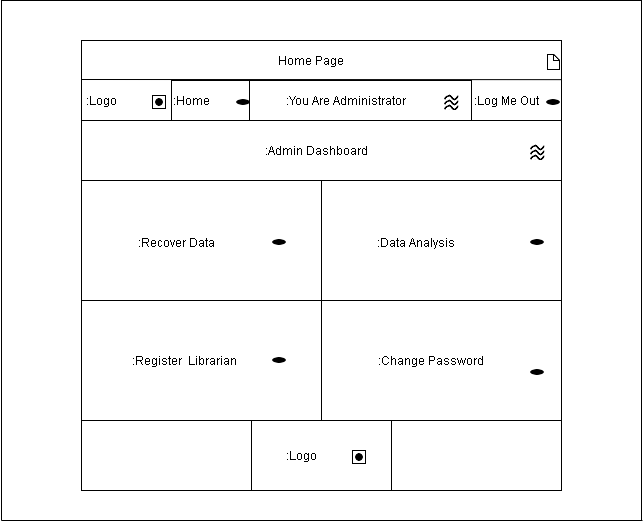 Home Page
:Logo
:Home
:You Are Administrator
:Log Me Out
:Admin Dashboard
:Recover Data
:Data Analysis
:Register Librarian
:Change Password
:Logo